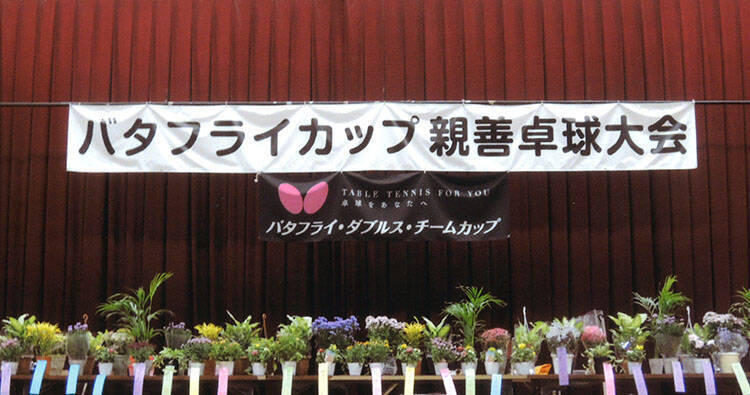 バタフライカップ 親善卓球大会
TABLE TENNIS FOR YOU
卓球をあなたへ
バタフライ・ダブルス・チームカップ